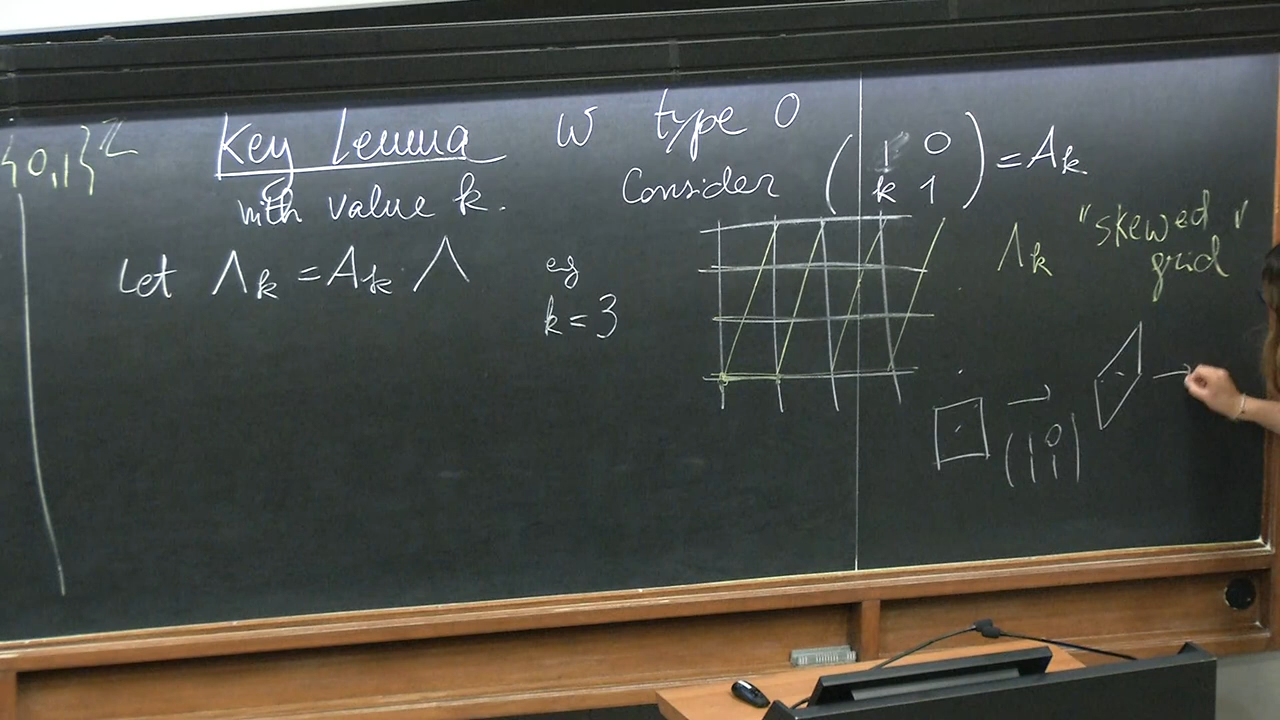 {0,1}^Z
Key Lemma w type 0
with value k. Consider ( 1 0 ; k 1 ) = A_k
Let Λ_k = A_k · Λ
eg
k = 3
Λ_k "skewed grid"
( 1 0 ; 1 1 )